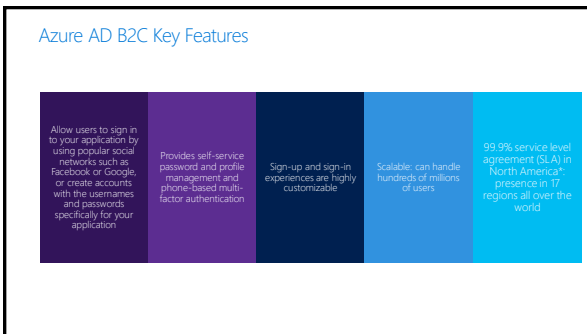 Azure AD B2C Key Features
Allow users to sign in
to your application by
using popular social
networks such as
Facebook or Google,
or create accounts
with the usernames
and passwords
specifically for your
application
Provides self-service
password and profile
management and
phone-based multi-
factor authentication
Sign-up and sign-in
experiences are highly
customizable
Scalable: can handle
hundreds of millions
of users
99.9% service level
agreement (SLA) in
North America*:
presence in 17
regions all over the
world